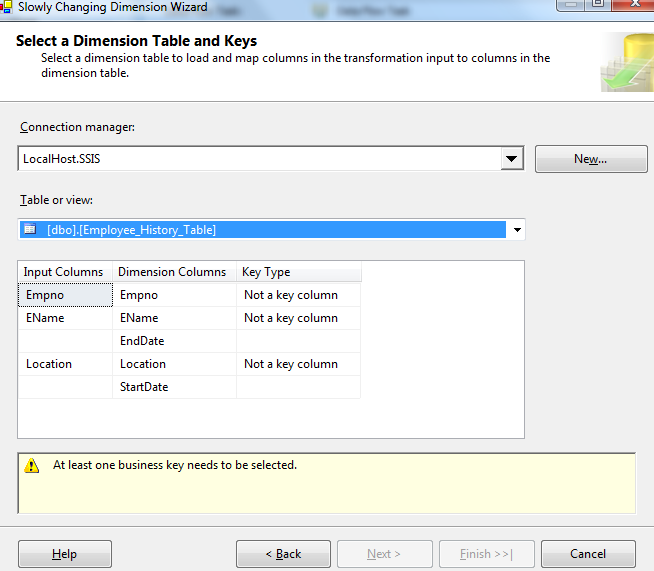 Slowly Changing Dimension Wizard
Select a Dimension Table and Keys
Select a dimension table to load and map columns in the transformation input to columns in the
dimension table.
Connection manager:
LocalHost.SSIS
New...
Table or view:
[dbo].[Employee_History_Table]
Input Columns Dimension Columns Key Type
Empno Empno Not a key column
EName EName Not a key column
EndDate
Location Location Not a key column
StartDate
At least one business key needs to be selected.
Help < Back Next > Finish >>| Cancel